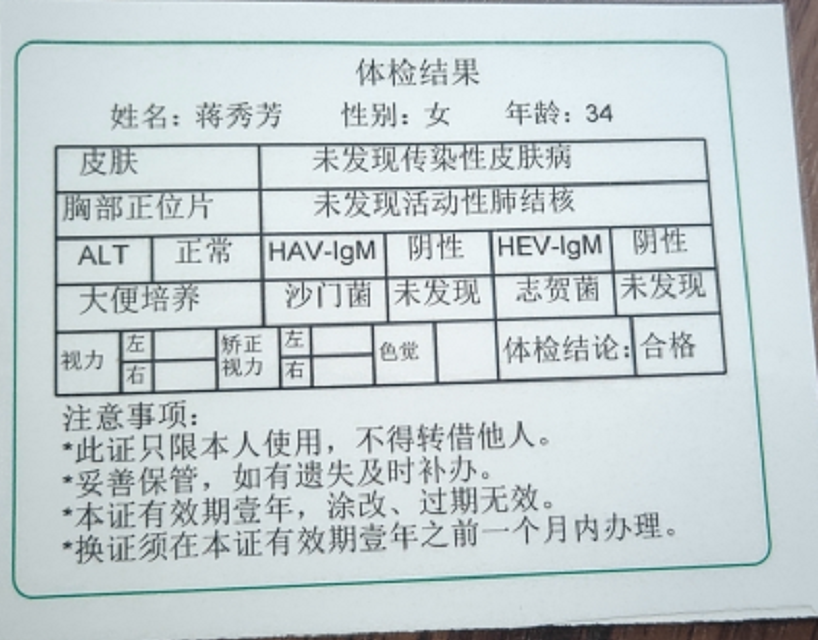 体检结果
姓名：蒋秀芳 性别：女 年龄：34
皮肤 未发现传染性皮肤病
胸部正位片 未发现活动性肺结核
ALT 正常 HAV-IgM 阴性 HEV-IgM 阴性
大便培养 沙门菌 未发现 志贺菌 未发现
视力 左 右 矫正视力 左 右 色觉 体检结论：合格
注意事项：
*此证只限本人使用，不得转借他人。
*妥善保管，如有遗失及时补办。
*本证有效期壹年，涂改、过期无效。
*换证须在本证有效期壹年之前一个月内办理。